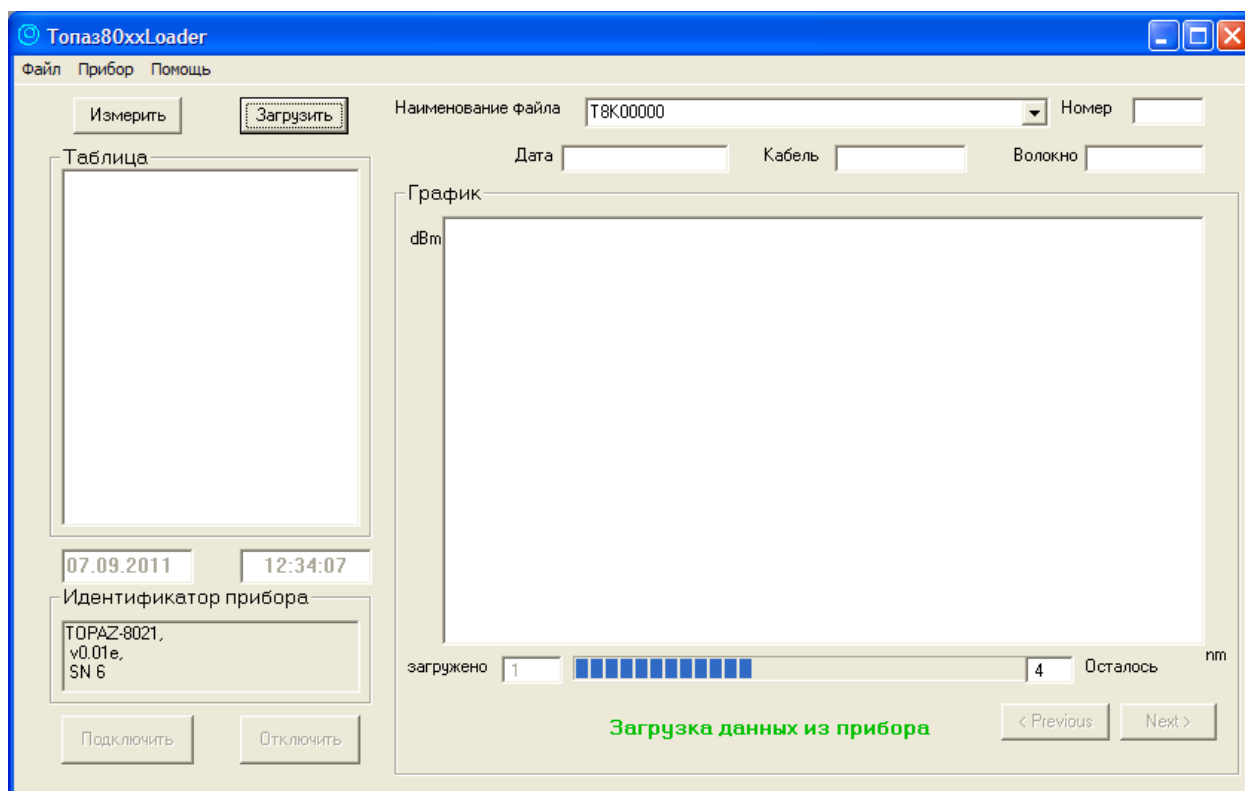 Топаз80xxLoader
Файл Прибор Помощь
Измерить Загрузить Наименование файла T8K00000 Номер
Дата Кабель Волокно
Таблица
График
dBm
07.09.2011 12:34:07
Идентификатор прибора
TOPAZ-8021,
v0.01e,
SN 6
загружено 1 4 Осталось nm
Загрузка данных из прибора < Previous Next >
Подключить Отключить